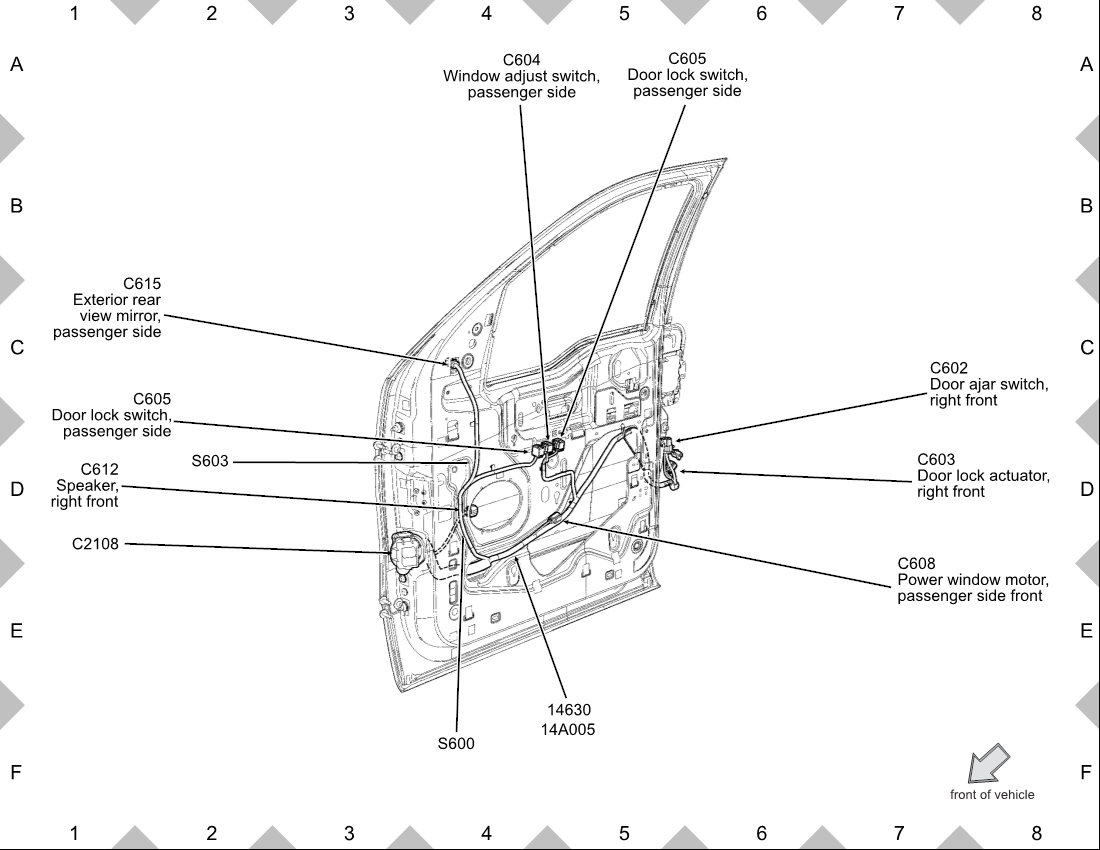 1 2 3 4 5 6 7 8
A A
C604
Window adjust switch,
passenger side
C605
Door lock switch,
passenger side
B B
C615
Exterior rear
view mirror,
passenger side
C C
C602
Door ajar switch,
right front
C605
Door lock switch,
passenger side
S603
C612
Speaker,
right front
C603
Door lock actuator,
right front
D D
C2108
C608
Power window motor,
passenger side front
E E
14630
14A005
S600
F F
front of vehicle
1 2 3 4 5 6 7 8